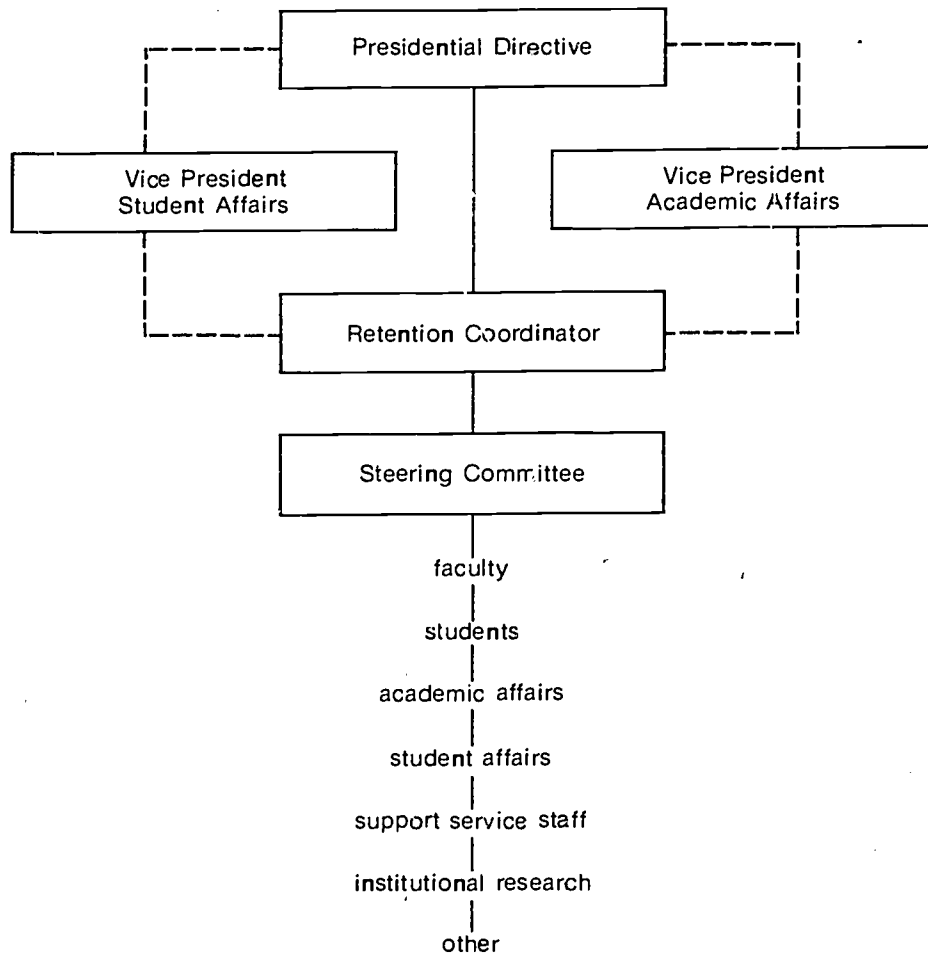 Presidential Directive
Vice President
Student Affairs
Vice President
Academic Affairs
Retention Coordinator
Steering Committee
faculty
students
academic affairs
student affairs
support service staff
institutional research
other